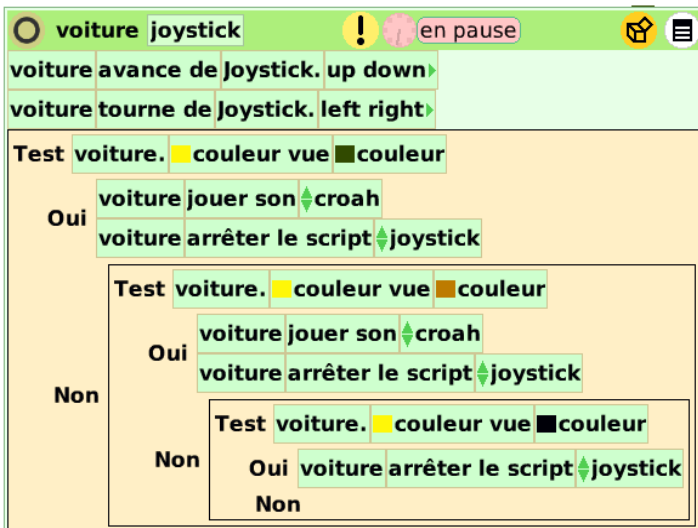 voiture joystick ! en pause
voiture avance de Joystick. up down
voiture tourne de Joystick. left right
Test voiture. couleur vue couleur
Oui voiture jouer son croah
voiture arrêter le script joystick
Non Test voiture. couleur vue couleur
Oui voiture jouer son croah
voiture arrêter le script joystick
Non Test voiture. couleur vue couleur
Oui voiture arrêter le script joystick
Non